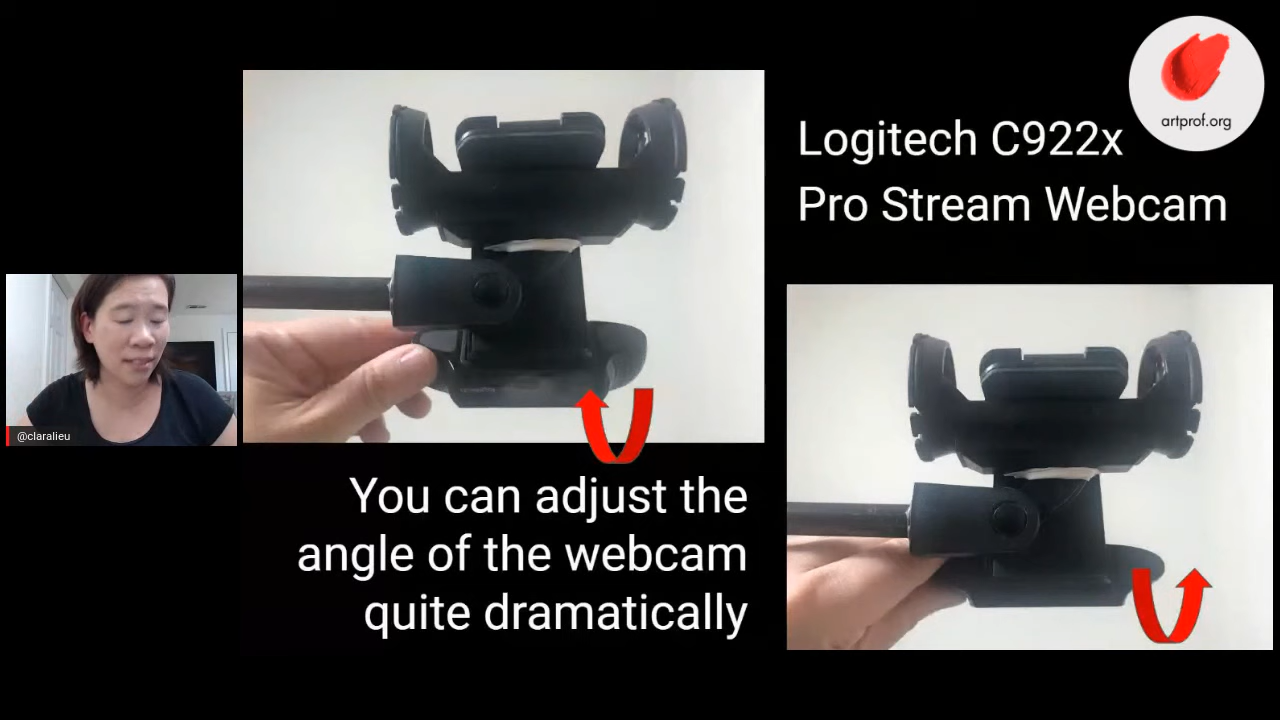 artprof.org
Logitech C922x
Pro Stream Webcam
@claralieu
You can adjust the
angle of the webcam
quite dramatically